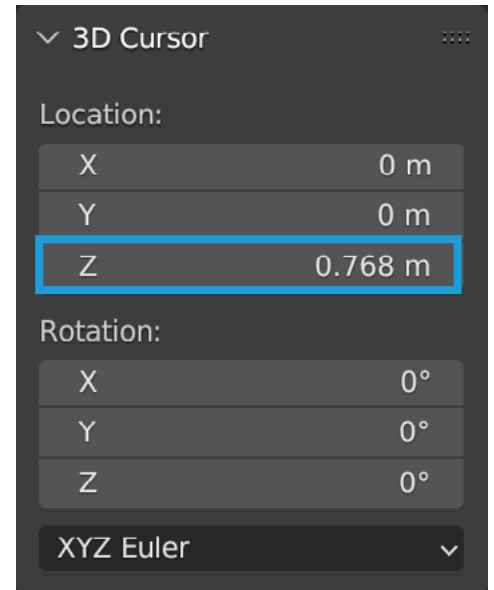 3D Cursor
Location:
X 0 m
Y 0 m
Z 0.768 m
Rotation:
X 0°
Y 0°
Z 0°
XYZ Euler